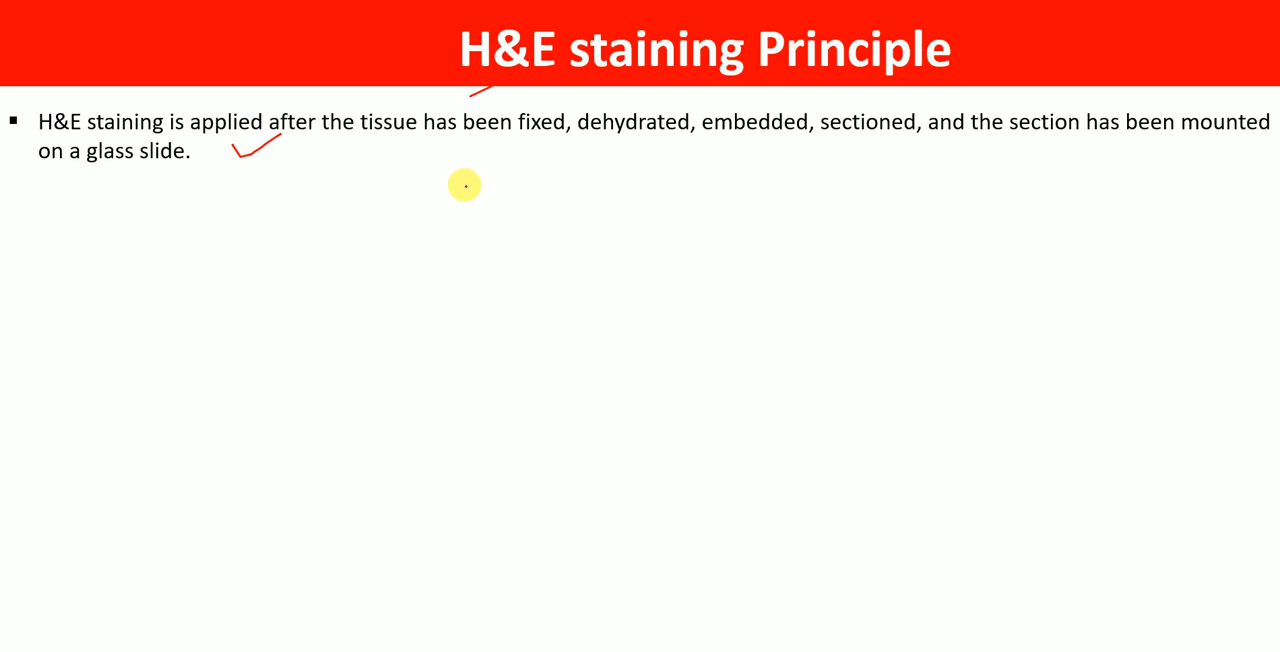 H&E staining Principle
▪ H&E staining is applied after the tissue has been fixed, dehydrated, embedded, sectioned, and the section has been mounted
on a glass slide.